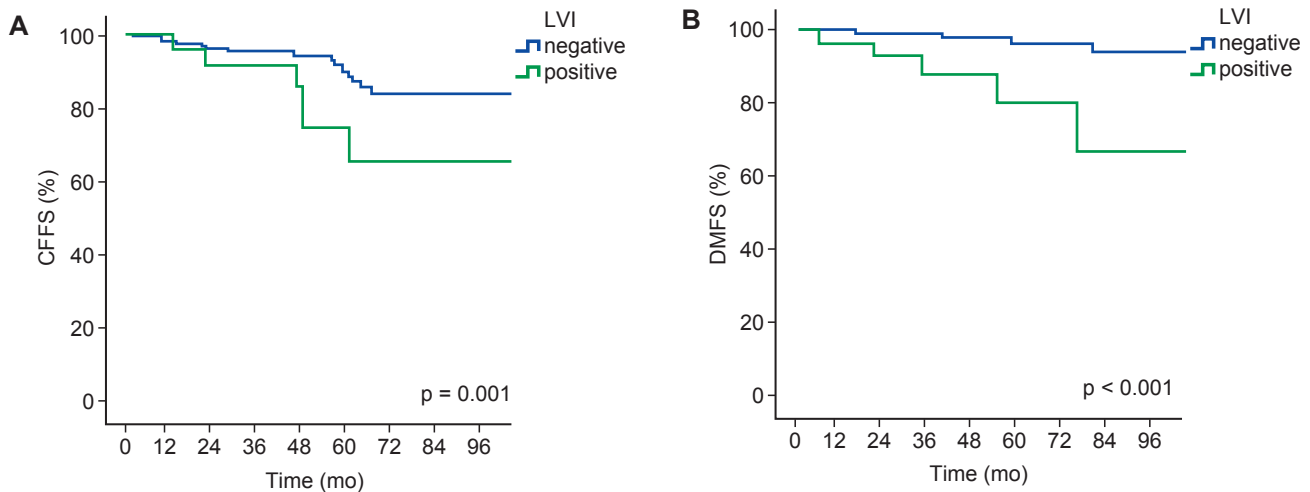 A
LVI
negative
positive
100
80
60
40
20
0
CFFS (%)
p = 0.001
0 12 24 36 48 60 72 84 96
Time (mo)
B
LVI
negative
positive
100
80
60
40
20
0
DMFS (%)
p < 0.001
0 12 24 36 48 60 72 84 96
Time (mo)